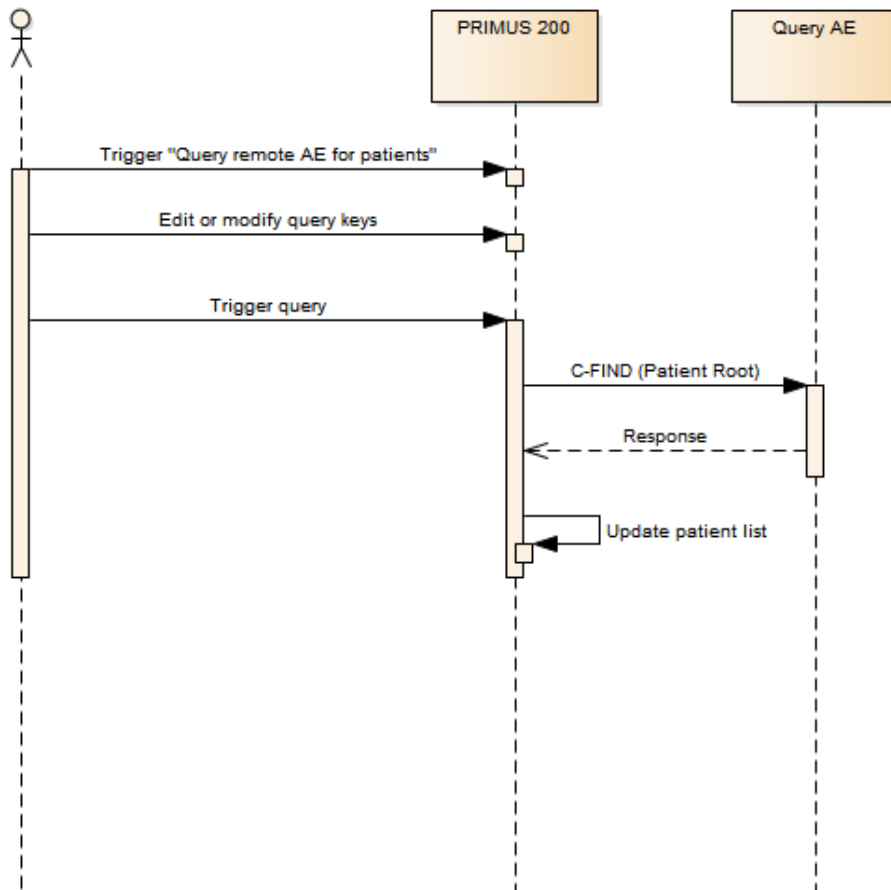 PRIMUS 200
Query AE
Trigger "Query remote AE for patients"
Edit or modify query keys
Trigger query
C-FIND (Patient Root)
Response
Update patient list